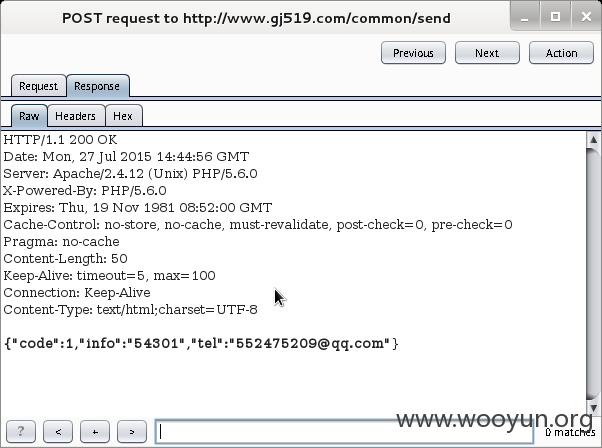 POST request to http://www.gj519.com/common/send
Previous Next Action
Request Response
Raw Headers Hex
HTTP/1.1 200 OK
Date: Mon, 27 Jul 2015 14:44:56 GMT
Server: Apache/2.4.12 (Unix) PHP/5.6.0
X-Powered-By: PHP/5.6.0
Expires: Thu, 19 Nov 1981 08:52:00 GMT
Cache-Control: no-store, no-cache, must-revalidate, post-check=0, pre-check=0
Pragma: no-cache
Content-Length: 50
Keep-Alive: timeout=5, max=100
Connection: Keep-Alive
Content-Type: text/html;charset=UTF-8
{"code":1,"info":"54301","tel":"552475209@qq.com"}
? < + > 0 matches
www.wooyun.org